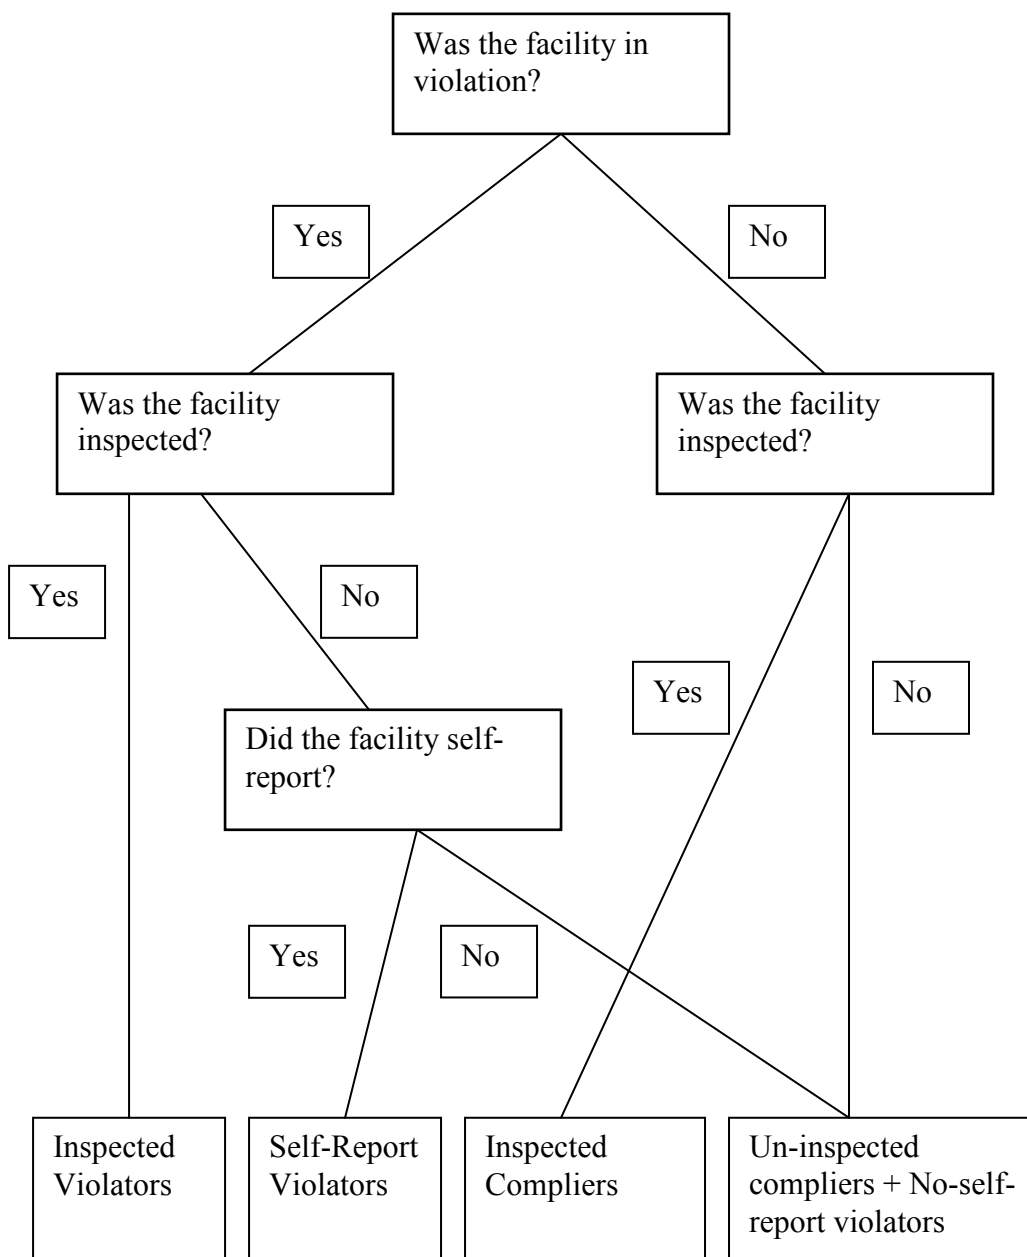 Was the facility in
violation?
Yes
No
Was the facility
inspected?
Was the facility
inspected?
Yes
No
Yes
No
Did the facility self-
report?
Yes
No
Inspected
Violators
Self-Report
Violators
Inspected
Compliers
Un-inspected
compliers + No-self-
report violators